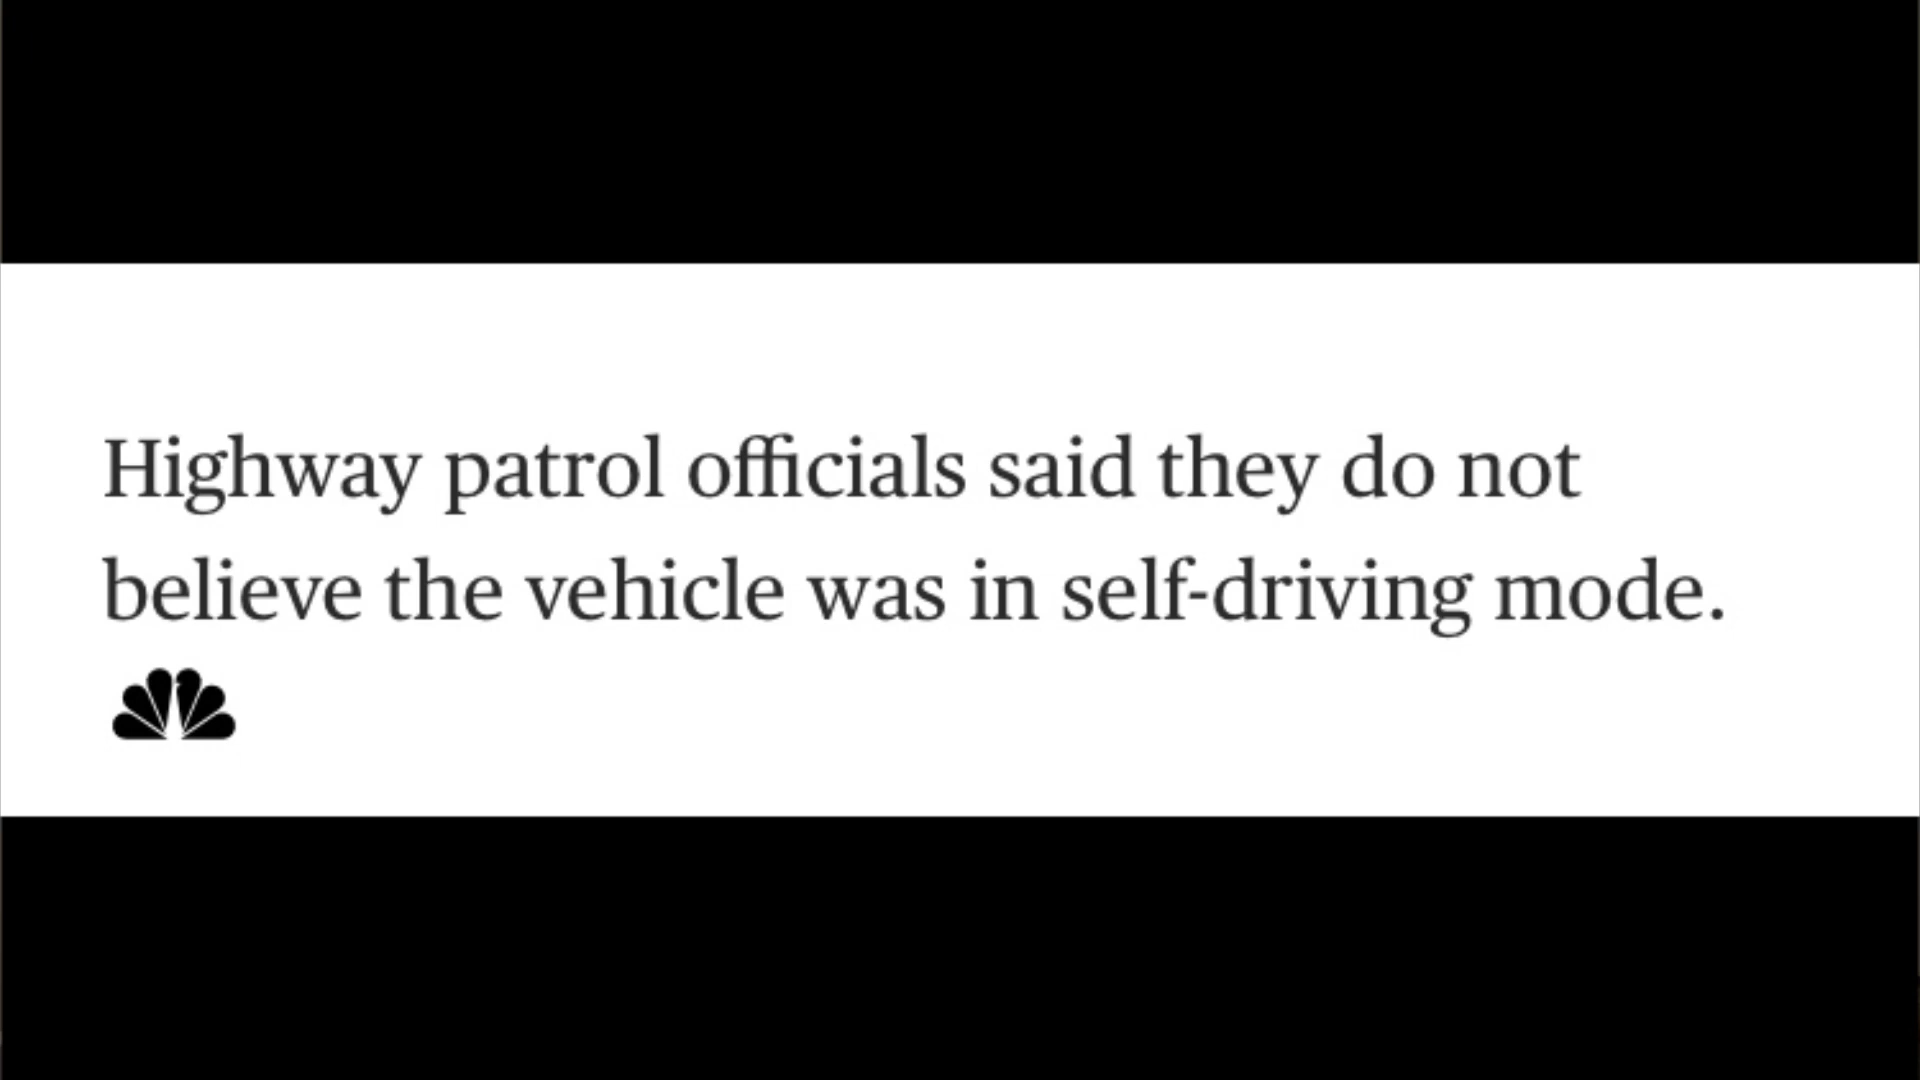 Highway patrol officials said they do not
believe the vehicle was in self-driving mode.